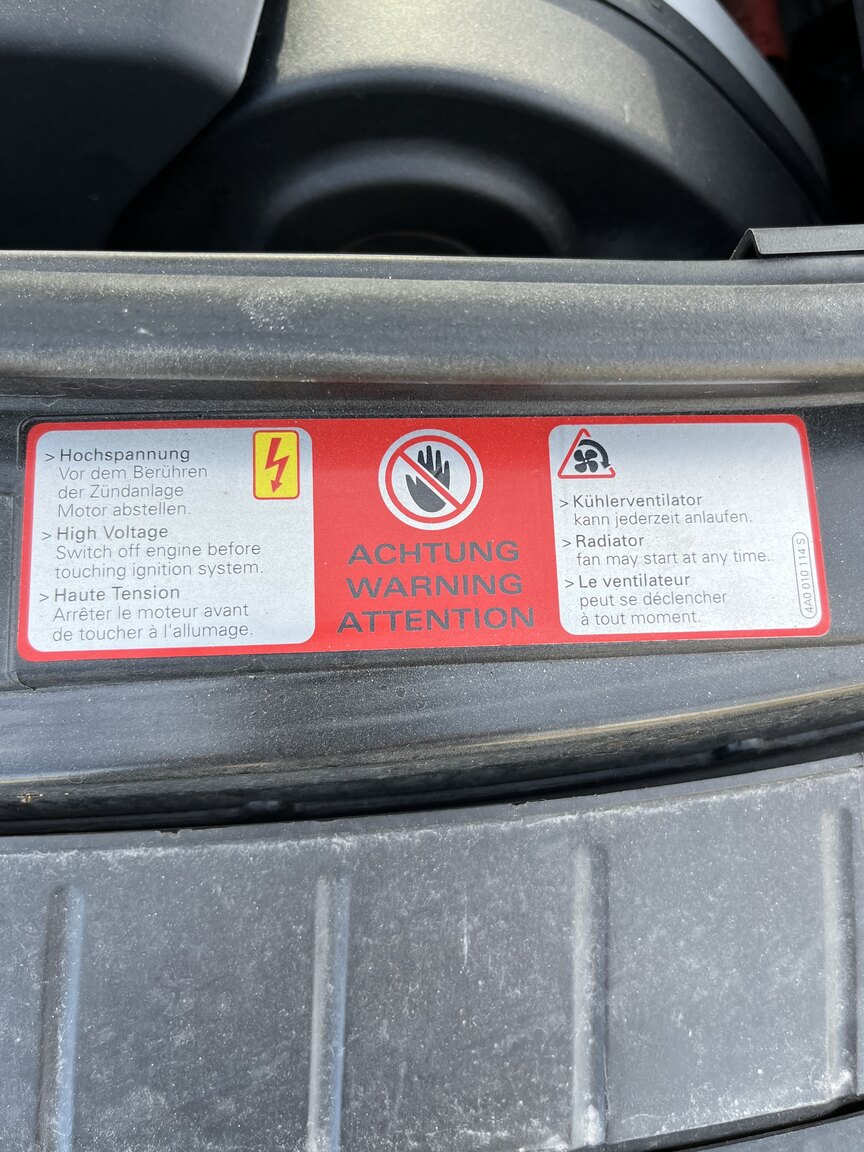 > Hochspannung
Vor dem Berühren
der Zündanlage
Motor abstellen.
> High Voltage
Switch off engine before
touching ignition system.
> Haute Tension
Arrêter le moteur avant
de toucher à l'allumage.
ACHTUNG
WARNING
ATTENTION
> Kühlerventilator
kann jederzeit anlaufen.
> Radiator
fan may start at any time.
> Le ventilateur
peut se déclencher
à tout moment.
4A0 010 114 S